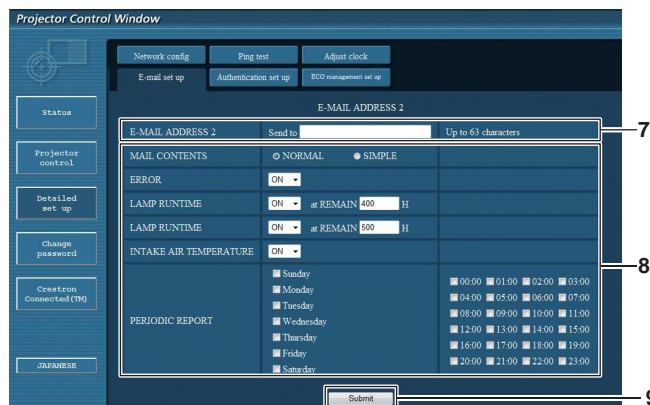 Projector Control Window
Network config Ping test Adjust clock
E-mail set up Authentication set up ECO management set up
E-MAIL ADDRESS 2
Status
E-MAIL ADDRESS 2 Send to Up to 63 characters
7
Projector control
MAIL CONTENTS NORMAL SIMPLE
ERROR ON
Detailed set up
LAMP RUNTIME ON at REMAIN 400 H
LAMP RUNTIME ON at REMAIN 500 H
Change password
INTAKE AIR TEMPERATURE ON
8
Crestron Connected(TM)
PERIODIC REPORT
Sunday
Monday
Tuesday
Wednesday
Thursday
Friday
Saturday
00:00 01:00 02:00 03:00
04:00 05:00 06:00 07:00
08:00 09:00 10:00 11:00
12:00 13:00 14:00 15:00
16:00 17:00 18:00 19:00
20:00 21:00 22:00 23:00
JAPANESE
Submit
9